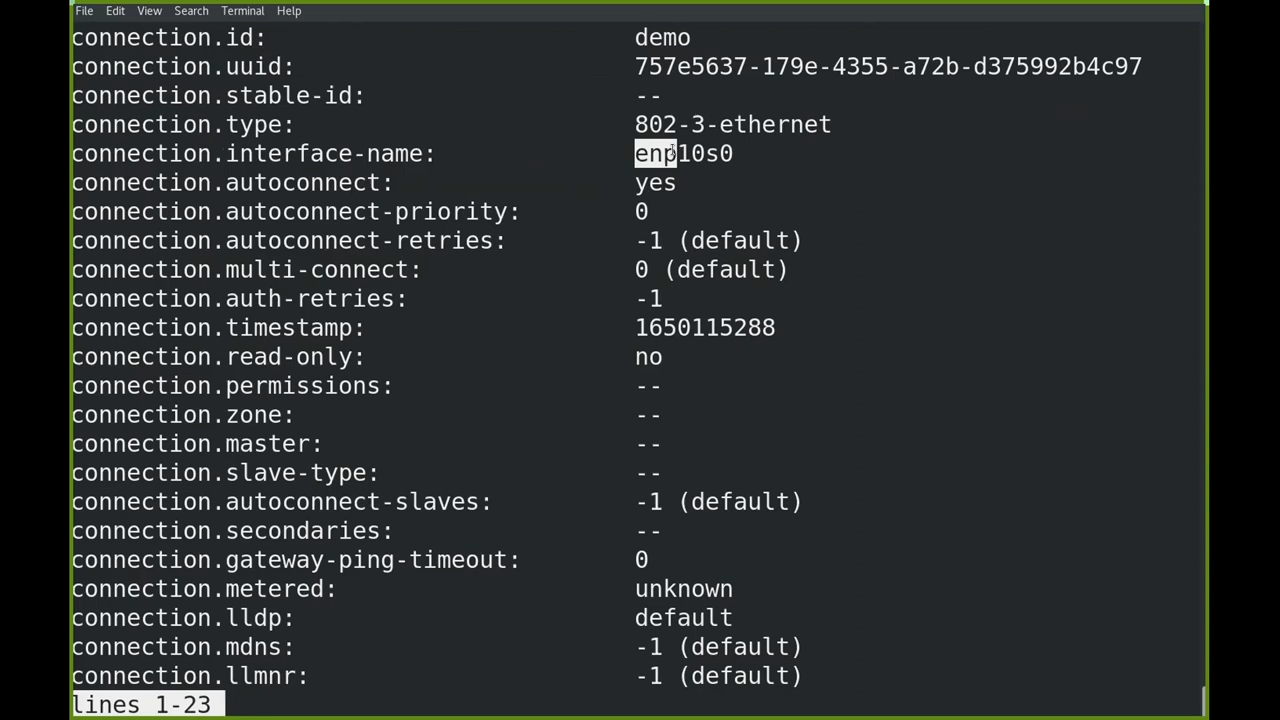 File Edit View Search Terminal Help
connection.id: demo
connection.uuid: 757e5637-179e-4355-a72b-d375992b4c97
connection.stable-id: --
connection.type: 802-3-ethernet
connection.interface-name: enp10s0
connection.autoconnect: yes
connection.autoconnect-priority: 0
connection.autoconnect-retries: -1 (default)
connection.multi-connect: 0 (default)
connection.auth-retries: -1
connection.timestamp: 1650115288
connection.read-only: no
connection.permissions: --
connection.zone: --
connection.master: --
connection.slave-type: --
connection.autoconnect-slaves: -1 (default)
connection.secondaries: --
connection.gateway-ping-timeout: 0
connection.metered: unknown
connection.lldp: default
connection.mdns: -1 (default)
connection.llmnr: -1 (default)
lines 1-23